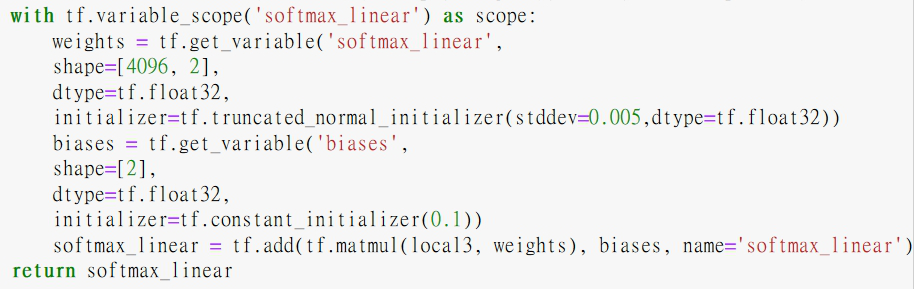 with tf.variable_scope('softmax_linear') as scope:
    weights = tf.get_variable('softmax_linear',
    shape=[4096, 2],
    dtype=tf.float32,
    initializer=tf.truncated_normal_initializer(stddev=0.005,dtype=tf.float32))
    biases = tf.get_variable('biases',
    shape=[2],
    dtype=tf.float32,
    initializer=tf.constant_initializer(0.1))
    softmax_linear = tf.add(tf.matmul(local3, weights), biases, name='softmax_linear')
return softmax_linear